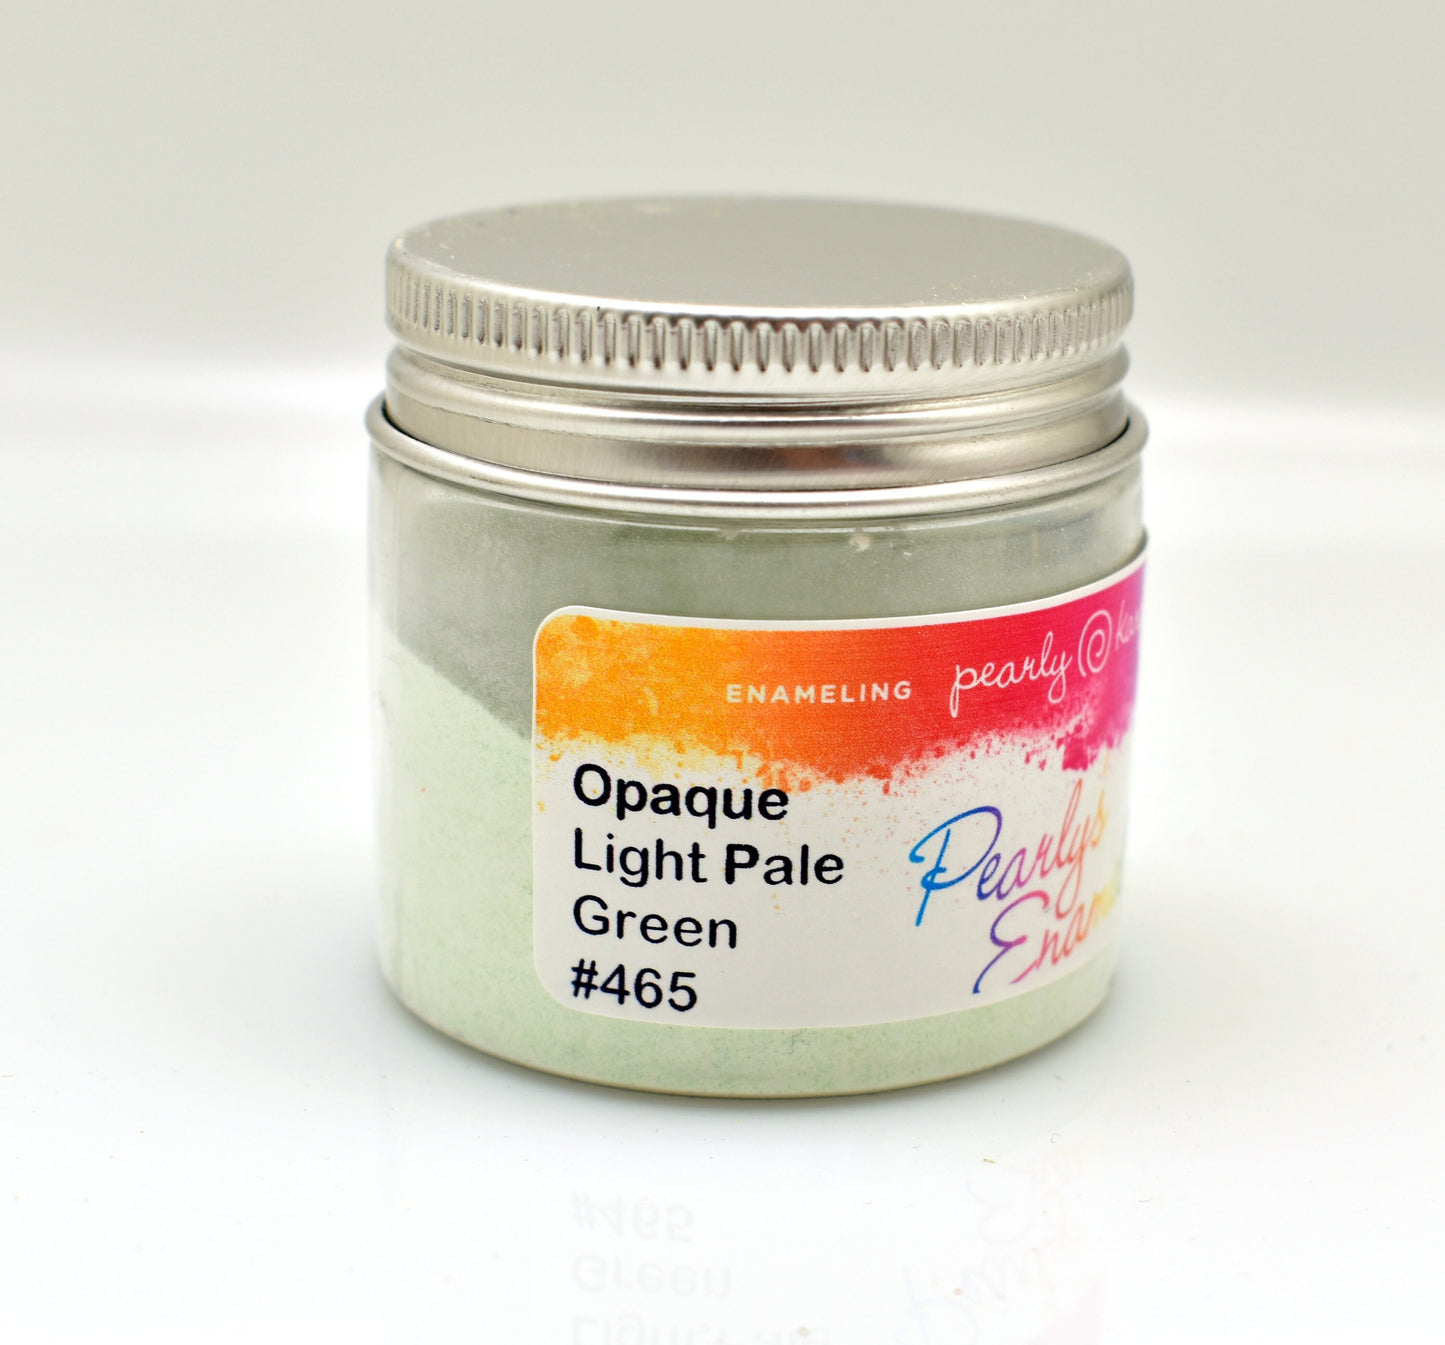 ENAMELING pearly
Opaque
Light Pale
Green
#465
Pearlys